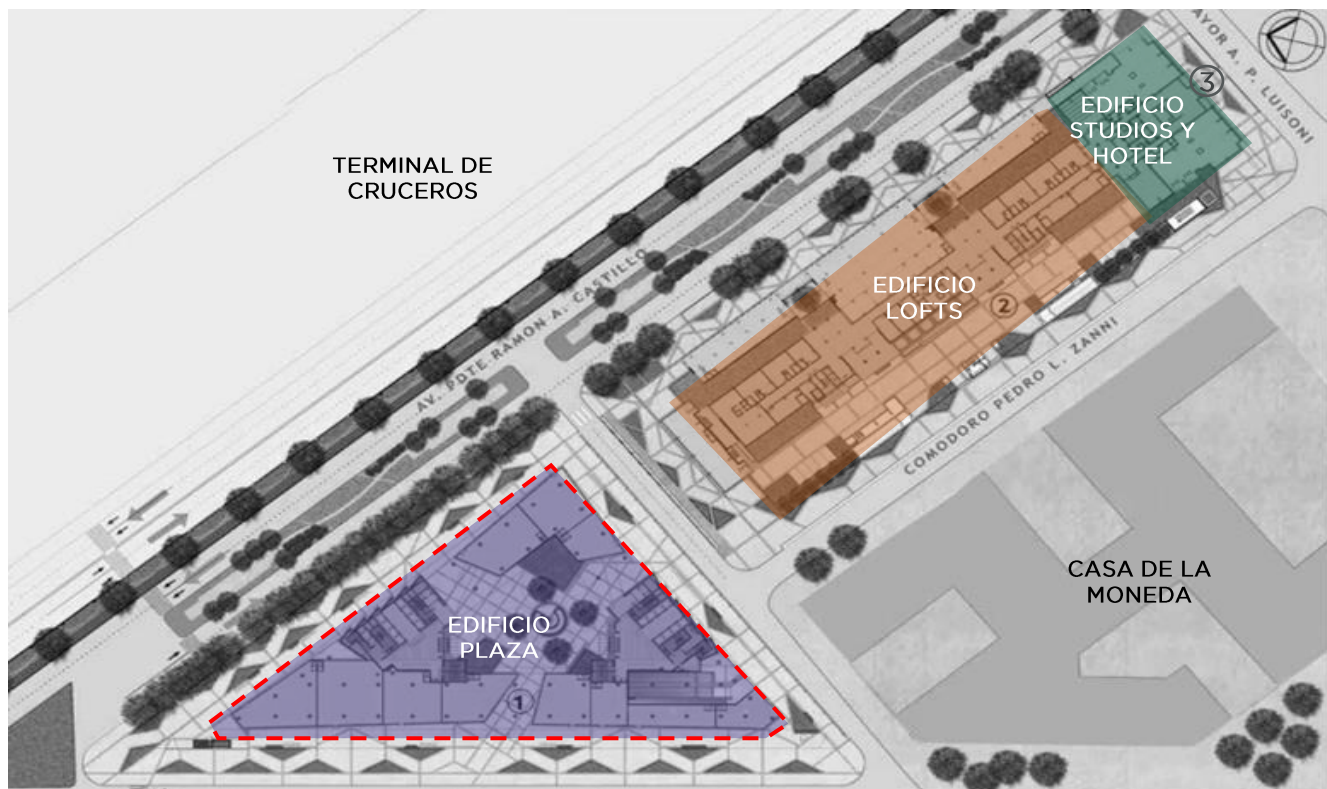 AYOR A. P. LUISONI
3
EDIFICIO
STUDIOS Y
HOTEL
TERMINAL DE
CRUCEROS
AV. PDTE RAMON A. CASTILLO
EDIFICIO
LOFTS
2
COMODORO PEDRO L. ZANNI
CASA DE LA
MONEDA
EDIFICIO
PLAZA
1